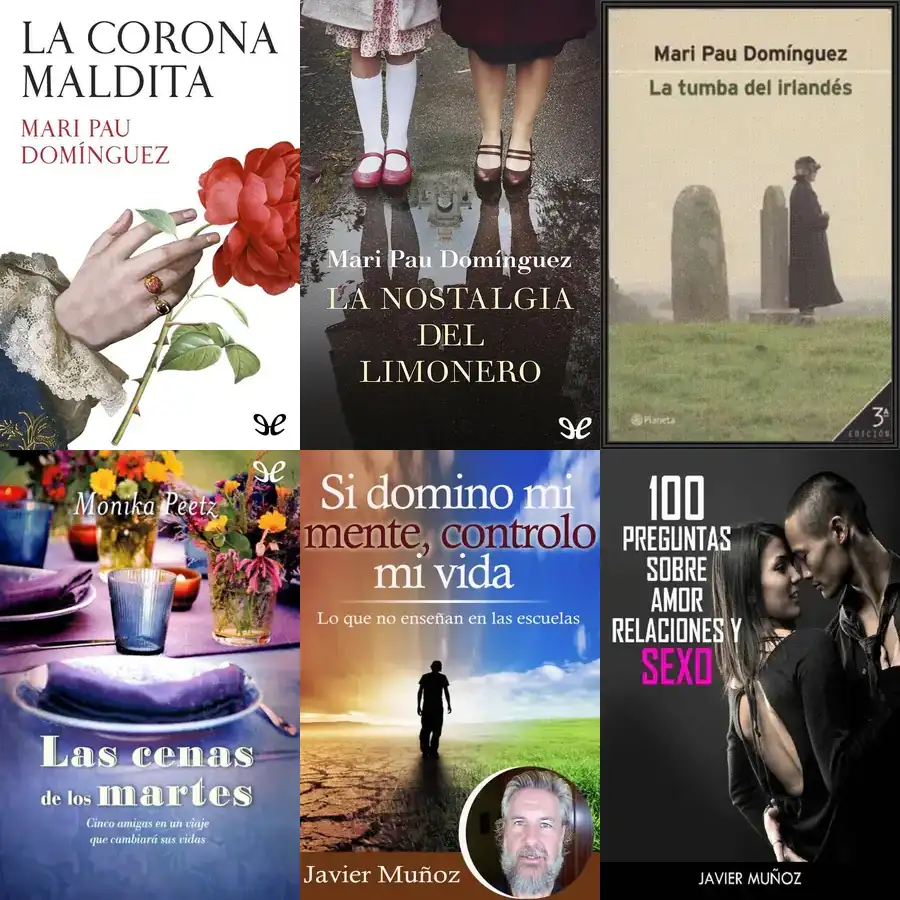 LA CORONA
MALDITA
MARI PAU
DOMÍNGUEZ
Mari Pau Domínguez
LA NOSTALGIA
DEL
LIMONERO
Mari Pau Domínguez
La tumba del irlandés
Planeta
3ª
EDICIÓN
Monika Peetz
Las cenas
de los martes
Cinco amigas en un viaje
que cambiará sus vidas
Si domino mi
mente, controlo
mi vida
Lo que no enseñan en las escuelas
Javier Muñoz
100
PREGUNTAS
SOBRE
AMOR
RELACIONES Y
SEXO
JAVIER MUÑOZ